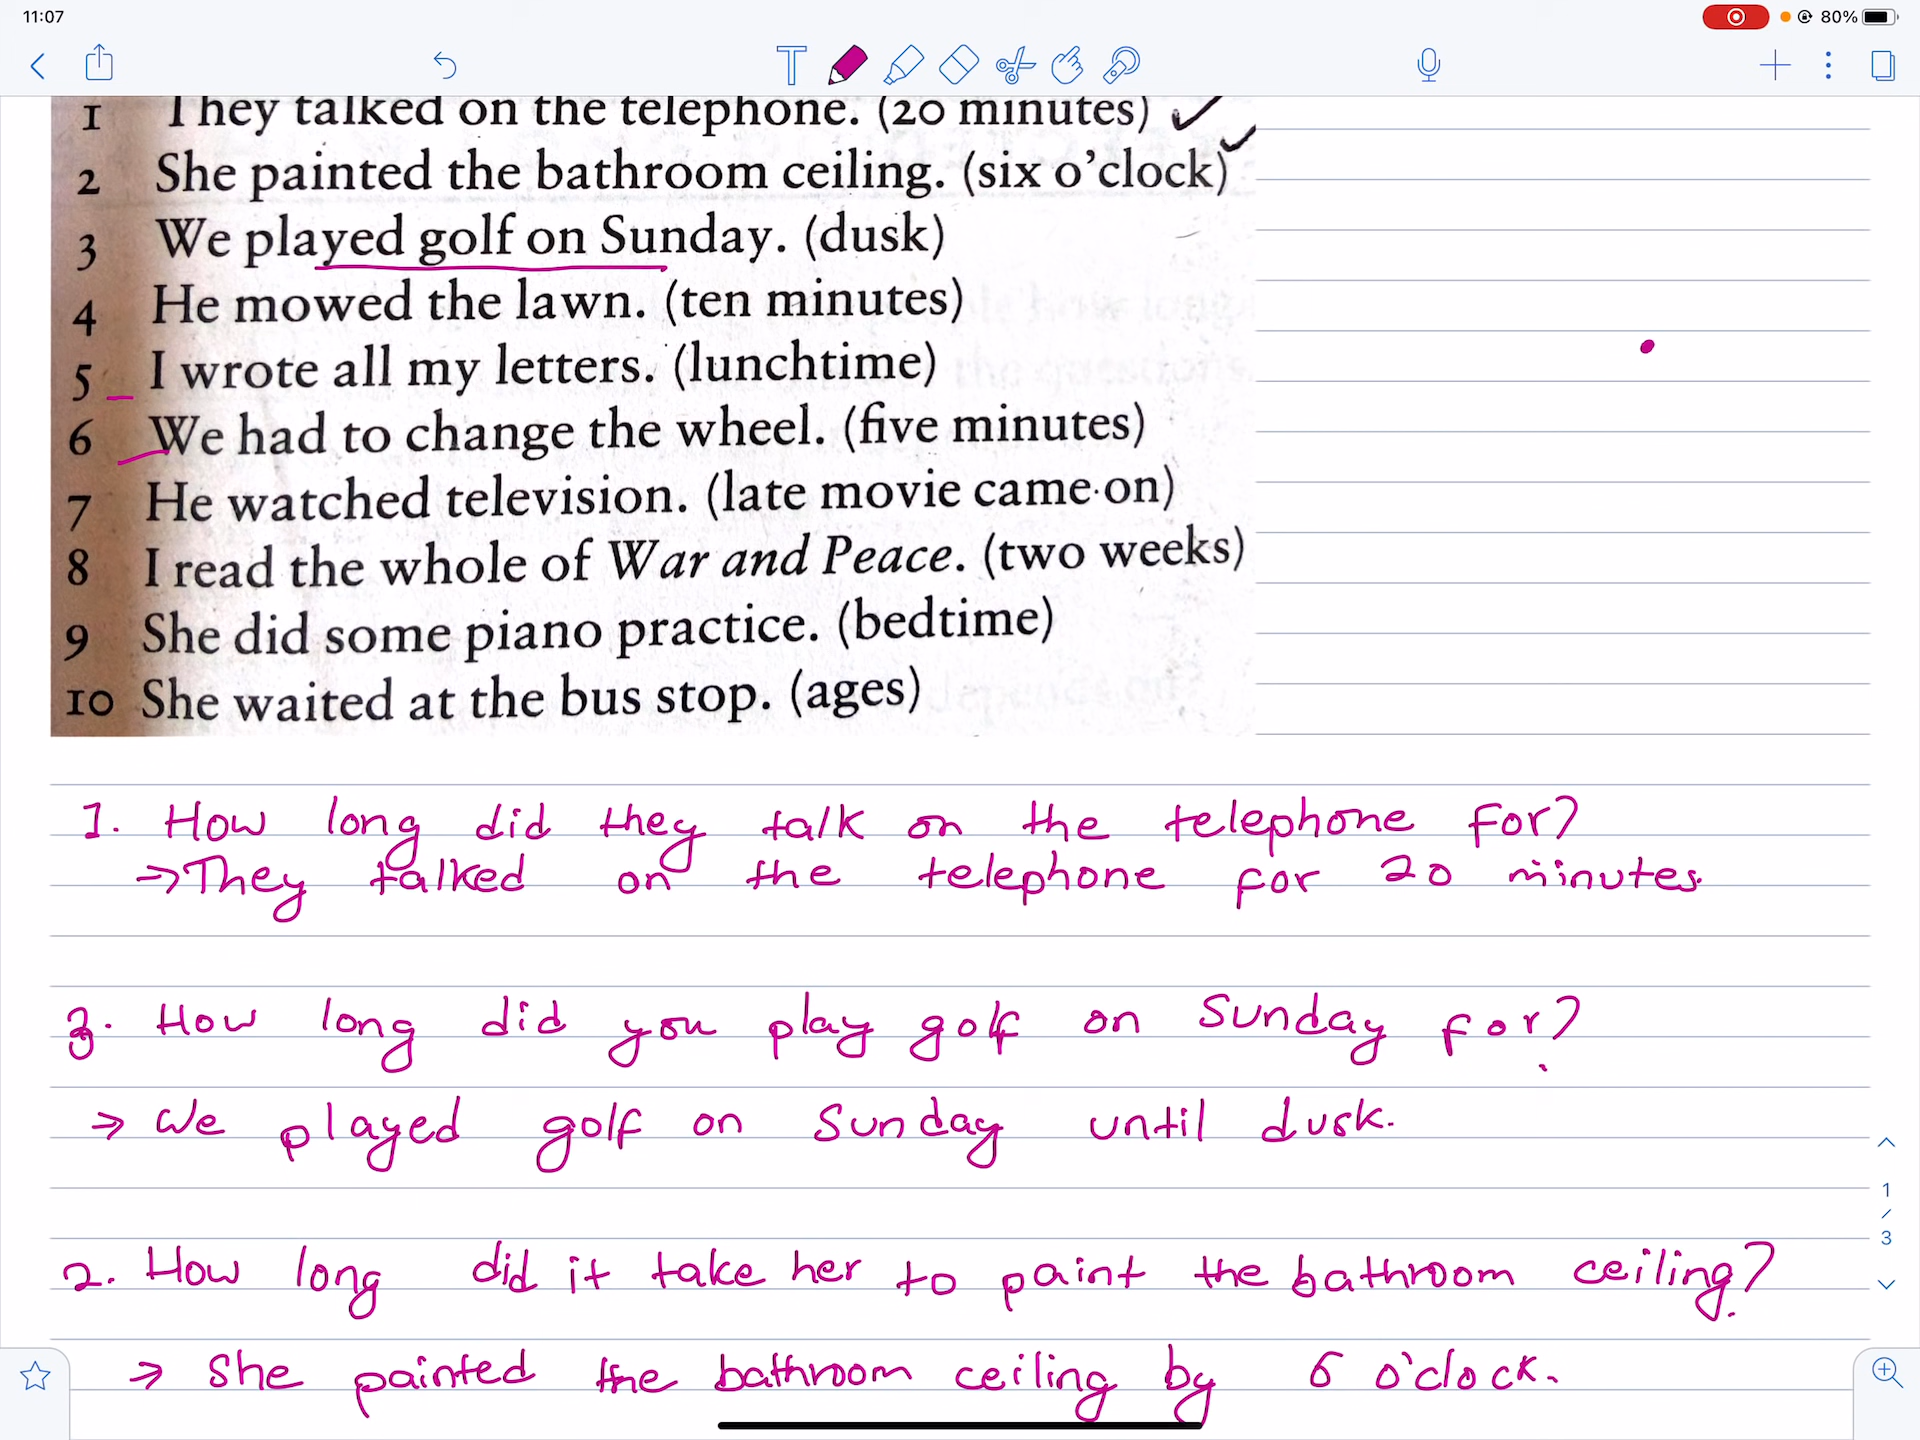 11:07
80%
1 They talked on the telephone. (20 minutes)
2 She painted the bathroom ceiling. (six o'clock)
3 We played golf on Sunday. (dusk)
4 He mowed the lawn. (ten minutes)
5 I wrote all my letters. (lunchtime)
6 We had to change the wheel. (five minutes)
7 He watched television. (late movie came on)
8 I read the whole of War and Peace. (two weeks)
9 She did some piano practice. (bedtime)
10 She waited at the bus stop. (ages)
1. How long did they talk on the telephone for?
→ They talked on the telephone for 20 minutes.
3. How long did you play golf on Sunday for?
→ We played golf on Sunday until dusk.
1
/
3
2. How long did it take her to paint the bathroom ceiling?
→ She painted the bathroom ceiling by 6 o'clock.